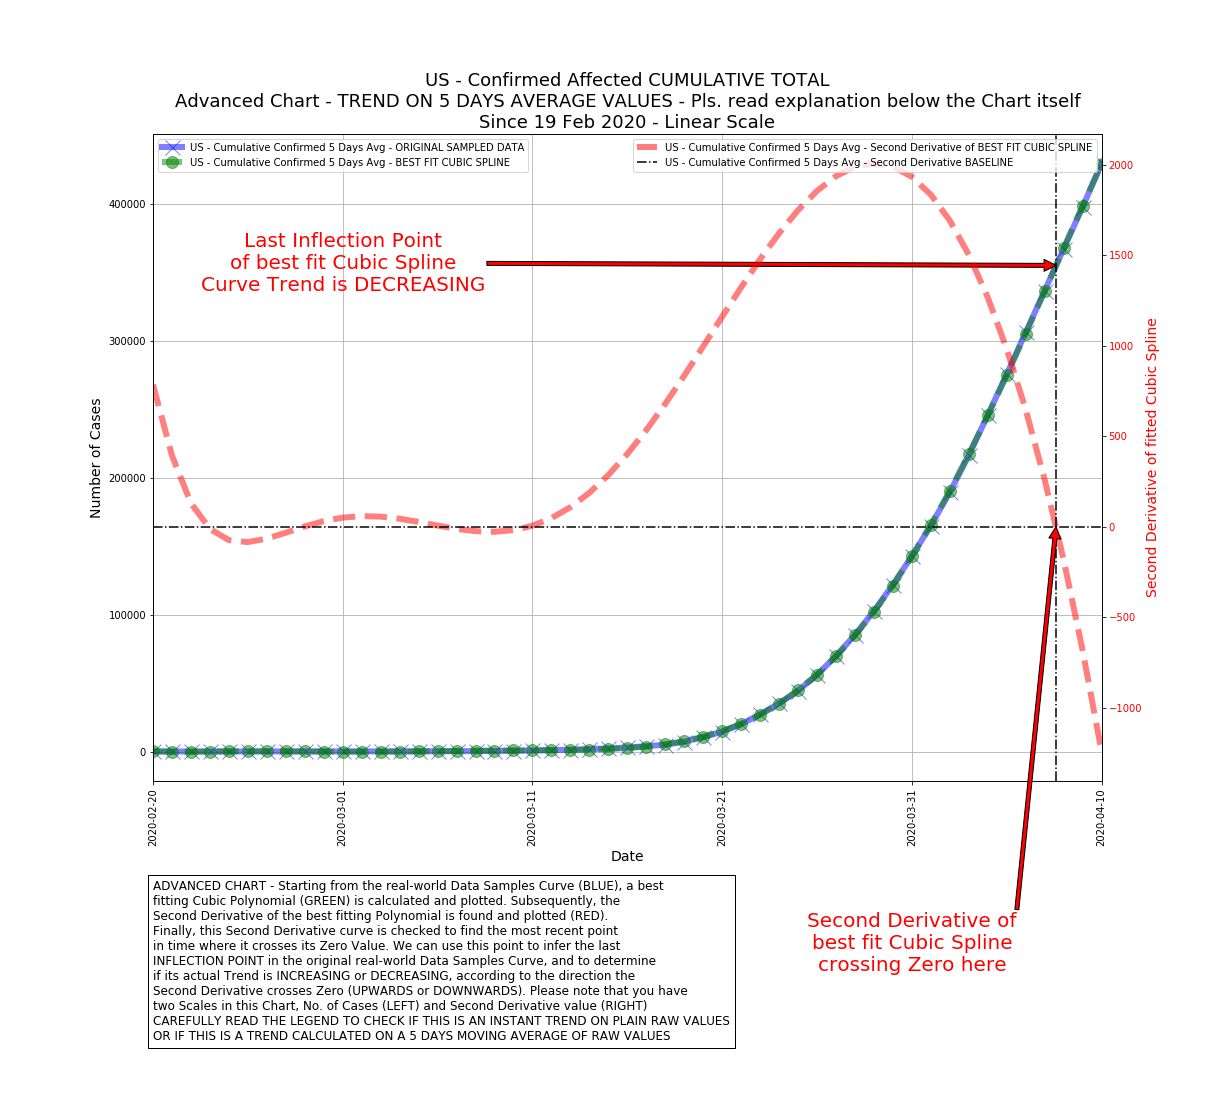 US - Confirmed Affected CUMULATIVE TOTAL
Advanced Chart - TREND ON 5 DAYS AVERAGE VALUES - Pls. read explanation below the Chart itself
Since 19 Feb 2020 - Linear Scale
US - Cumulative Confirmed 5 Days Avg - ORIGINAL SAMPLED DATA
US - Cumulative Confirmed 5 Days Avg - BEST FIT CUBIC SPLINE
US - Cumulative Confirmed 5 Days Avg - Second Derivative of BEST FIT CUBIC SPLINE
US - Cumulative Confirmed 5 Days Avg - Second Derivative BASELINE
Last Inflection Point
of best fit Cubic Spline
Curve Trend is DECREASING
Number of Cases
400000
300000
200000
100000
0
2000
1500
1000
500
0
−500
−1000
Second Derivative of fitted Cubic Spline
2020-02-20
2020-03-01
2020-03-11
2020-03-21
2020-03-31
2020-04-10
Date
ADVANCED CHART - Starting from the real-world Data Samples Curve (BLUE), a best
fitting Cubic Polynomial (GREEN) is calculated and plotted. Subsequently, the
Second Derivative of the best fitting Polynomial is found and plotted (RED).
Finally, this Second Derivative curve is checked to find the most recent point
in time where it crosses its Zero Value. We can use this point to infer the last
INFLECTION POINT in the original real-world Data Samples Curve, and to determine
if its actual Trend is INCREASING or DECREASING, according to the direction the
Second Derivative crosses Zero (UPWARDS or DOWNWARDS). Please note that you have
two Scales in this Chart, No. of Cases (LEFT) and Second Derivative value (RIGHT)
CAREFULLY READ THE LEGEND TO CHECK IF THIS IS AN INSTANT TREND ON PLAIN RAW VALUES
OR IF THIS IS A TREND CALCULATED ON A 5 DAYS MOVING AVERAGE OF RAW VALUES
Second Derivative of
best fit Cubic Spline
crossing Zero here